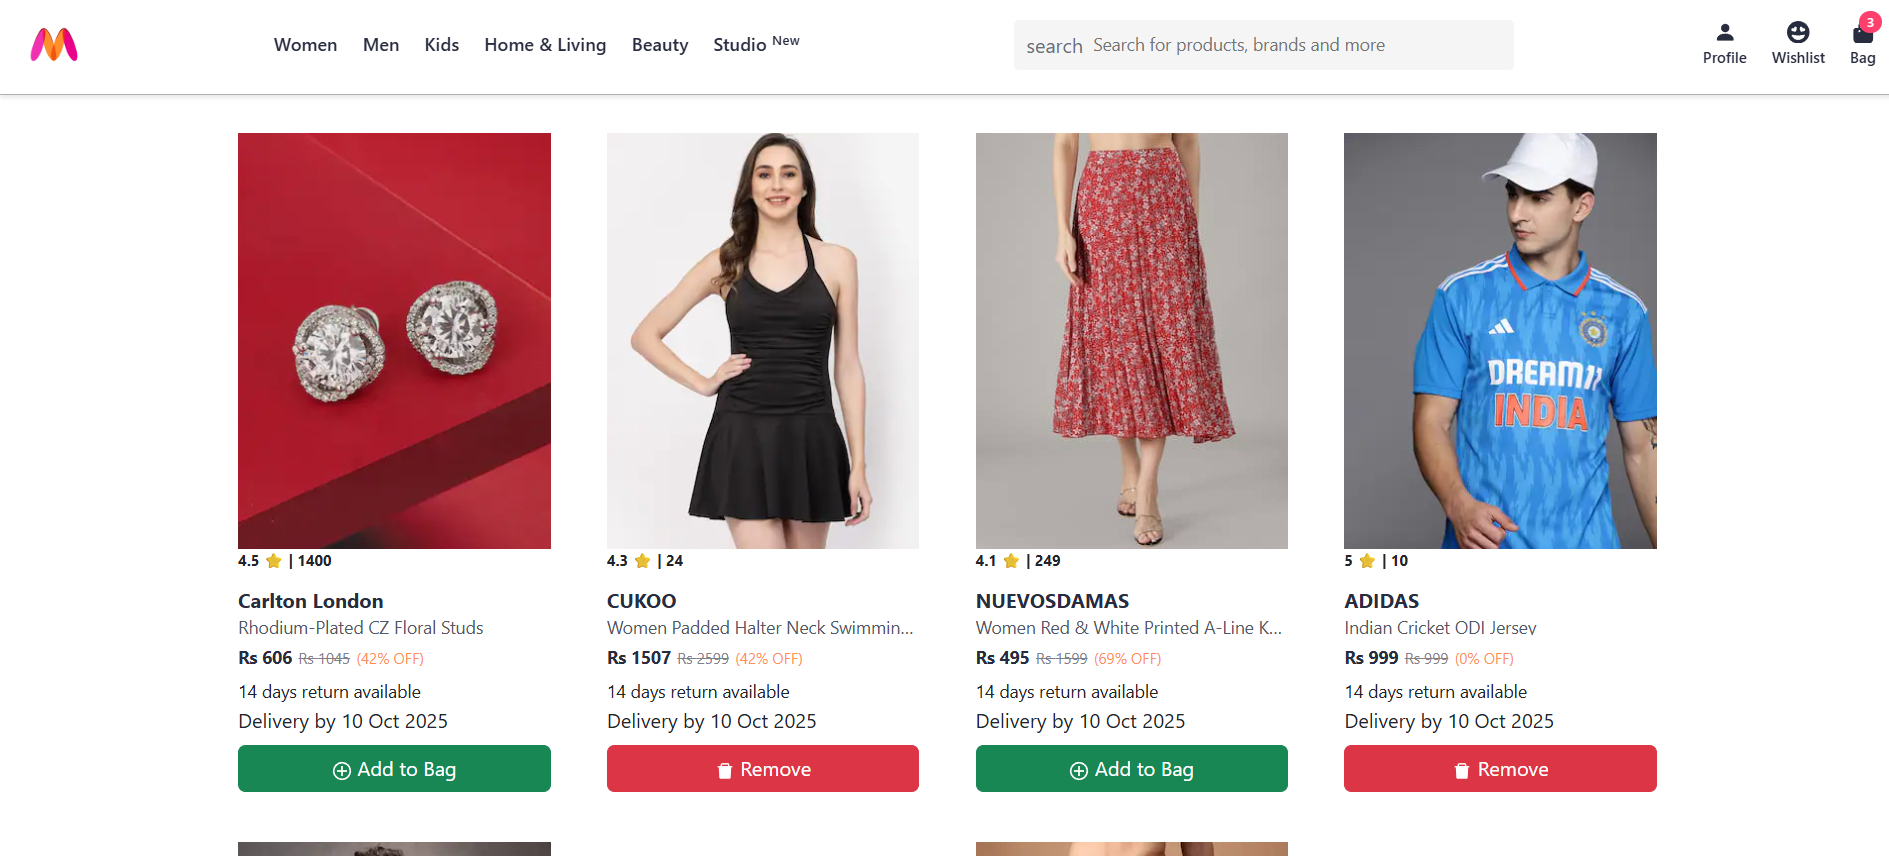 Women Men Kids Home & Living Beauty Studio New
search Search for products, brands and more
Profile Wishlist Bag 3
DREAM11
INDIA
4.5 ⭐ | 1400
Carlton London
Rhodium-Plated CZ Floral Studs
Rs 606 Rs 1045 (42% OFF)
14 days return available
Delivery by 10 Oct 2025
Add to Bag
4.3 ⭐ | 24
CUKOO
Women Padded Halter Neck Swimmin...
Rs 1507 Rs 2599 (42% OFF)
14 days return available
Delivery by 10 Oct 2025
Remove
4.1 ⭐ | 249
NUEVOSDAMAS
Women Red & White Printed A-Line K...
Rs 495 Rs 1599 (69% OFF)
14 days return available
Delivery by 10 Oct 2025
Add to Bag
5 ⭐ | 10
ADIDAS
Indian Cricket ODI Jersey
Rs 999 Rs 999 (0% OFF)
14 days return available
Delivery by 10 Oct 2025
Remove